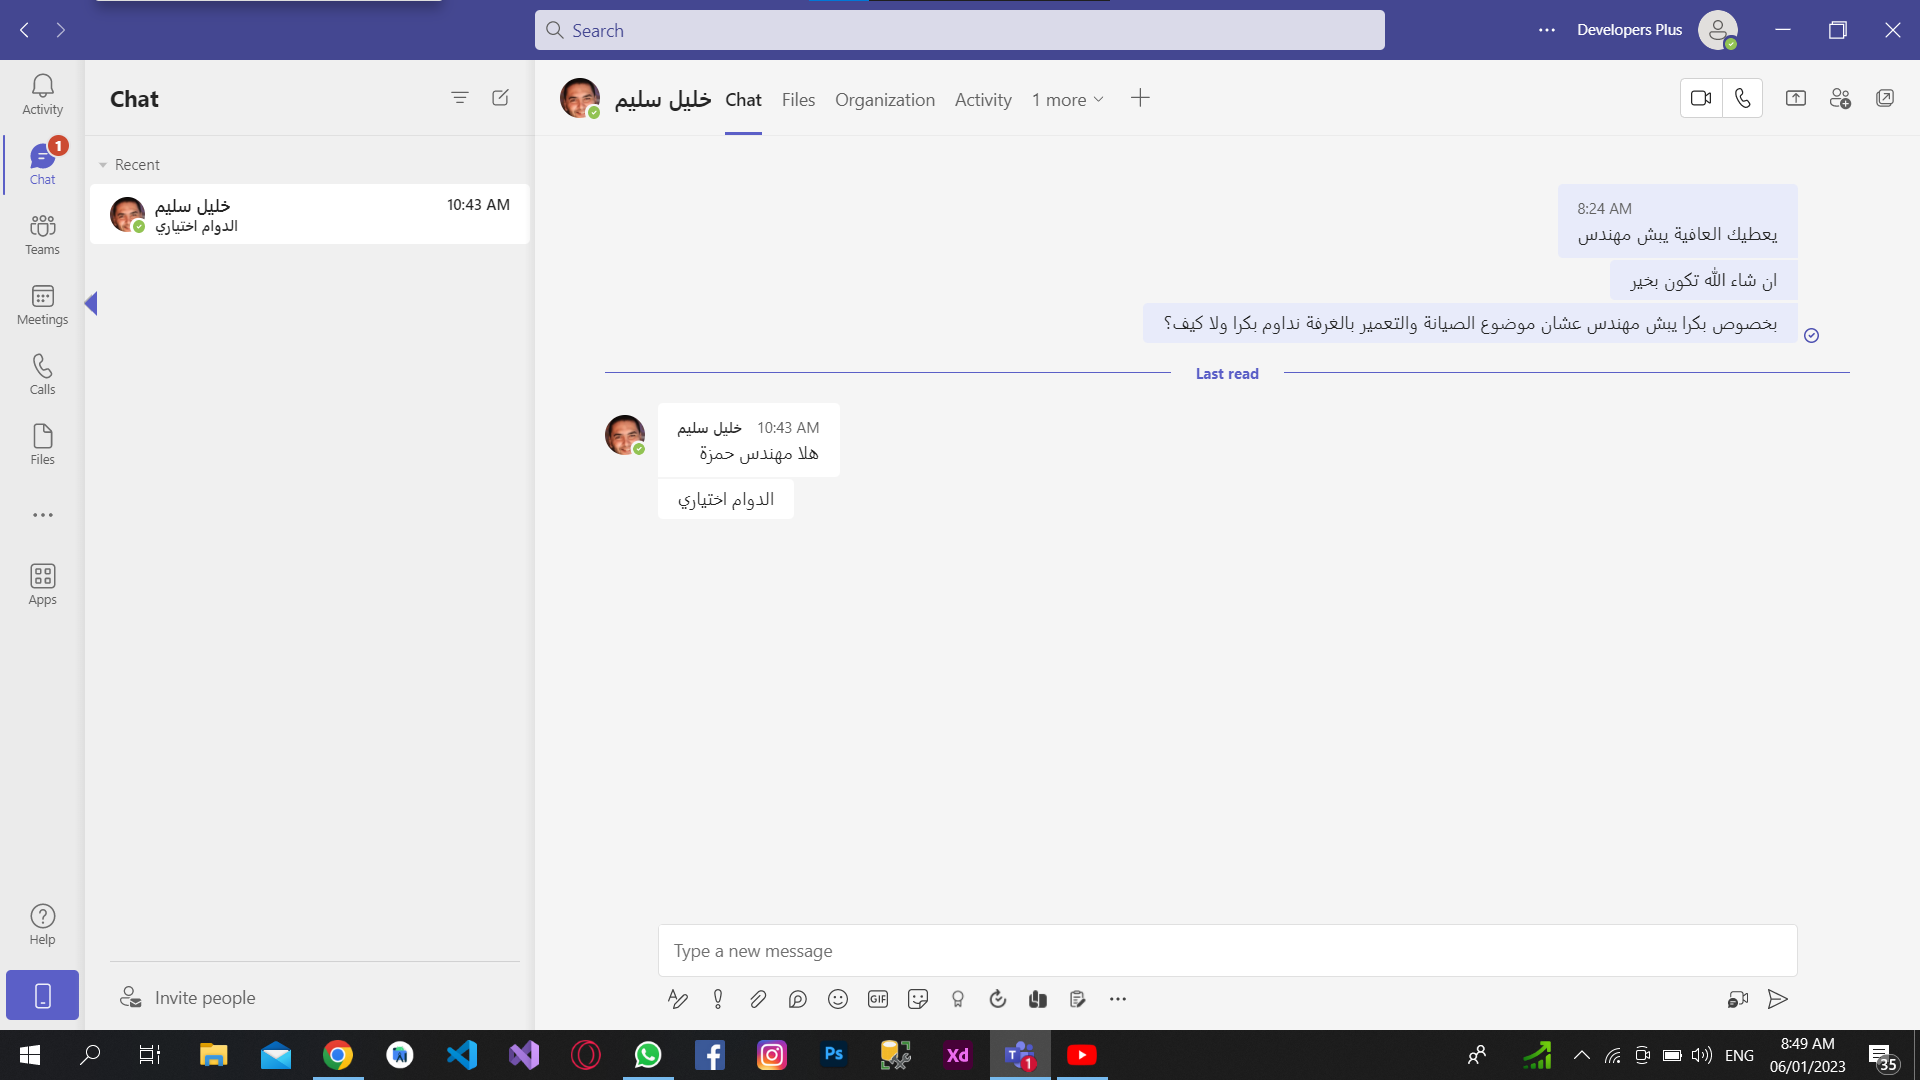 Search
Developers Plus
Activity
1
Chat
Teams
Meetings
Calls
Files
Apps
Help
Chat
Recent
خليل سليم
10:43 AM
الدوام اختياري
Invite people
خليل سليم
Chat
Files
Organization
Activity
1 more
8:24 AM
يعطيك العافية يبش مهندس
ان شاء الله تكون بخير
بخصوص بكرا يبش مهندس عشان موضوع الصيانة والتعمير بالغرفة نداوم بكرا ولا كيف؟
Last read
خليل سليم 10:43 AM
هلا مهندس حمزة
الدوام اختياري
Type a new message
GIF
Ps
Xd
T
1
ENG
8:49 AM
06/01/2023
35